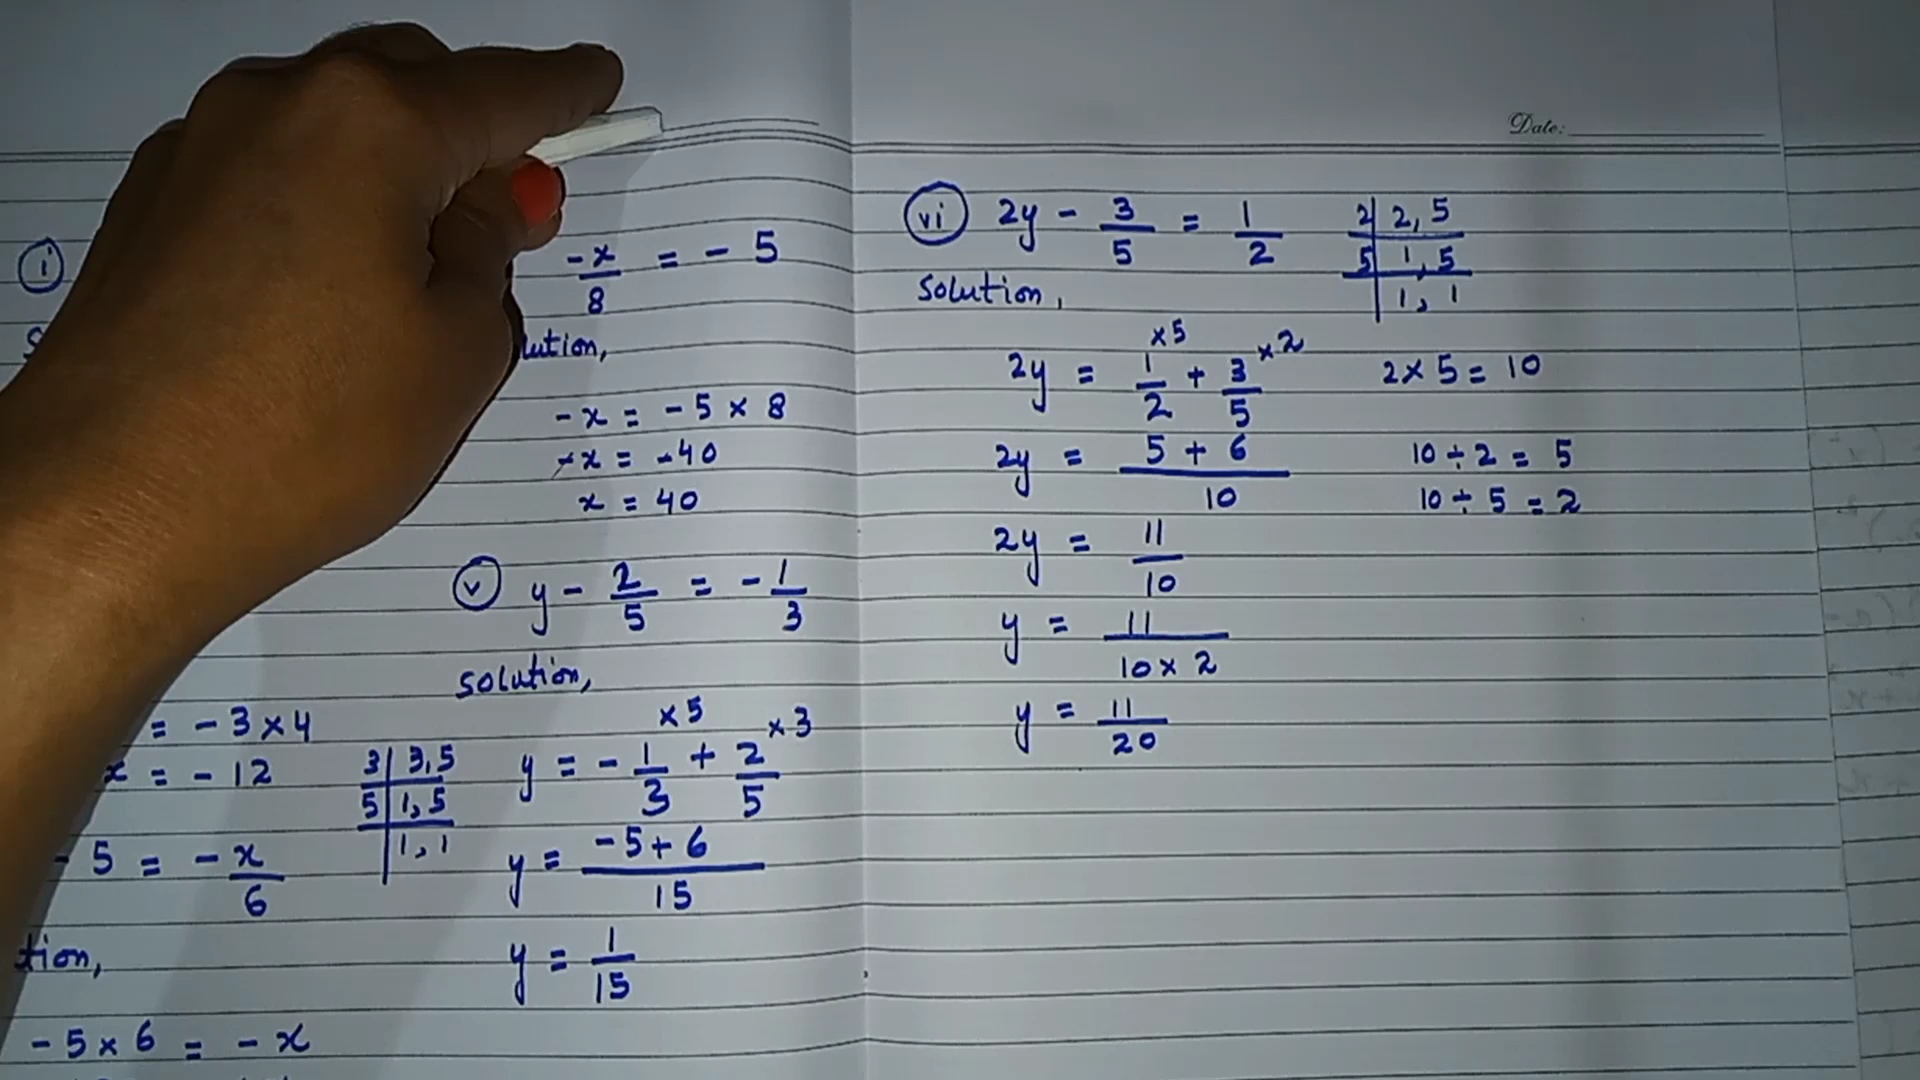 Date:
i
-x/8 = - 5
lution,
-x = -5 × 8
-x = -40
x = 40
= -3×4
x = -12
- 5 = -x/6
tion,
-5×6 = -x
v y - 2/5 = -1/3
solution,
×5 ×3
y = -1/3 + 2/5
3 | 3,5
5 | 1,5
1,1
y = -5+6/15
y = 1/15
vi 2y - 3/5 = 1/2
2 | 2, 5
5 | 1, 5
1, 1
Solution,
×5 ×2
2y = 1/2 + 3/5 2×5 = 10
2y = 5 + 6/10 10÷2 = 5
10 ÷ 5 = 2
2y = 11/10
y = 11/10×2
y = 11/20